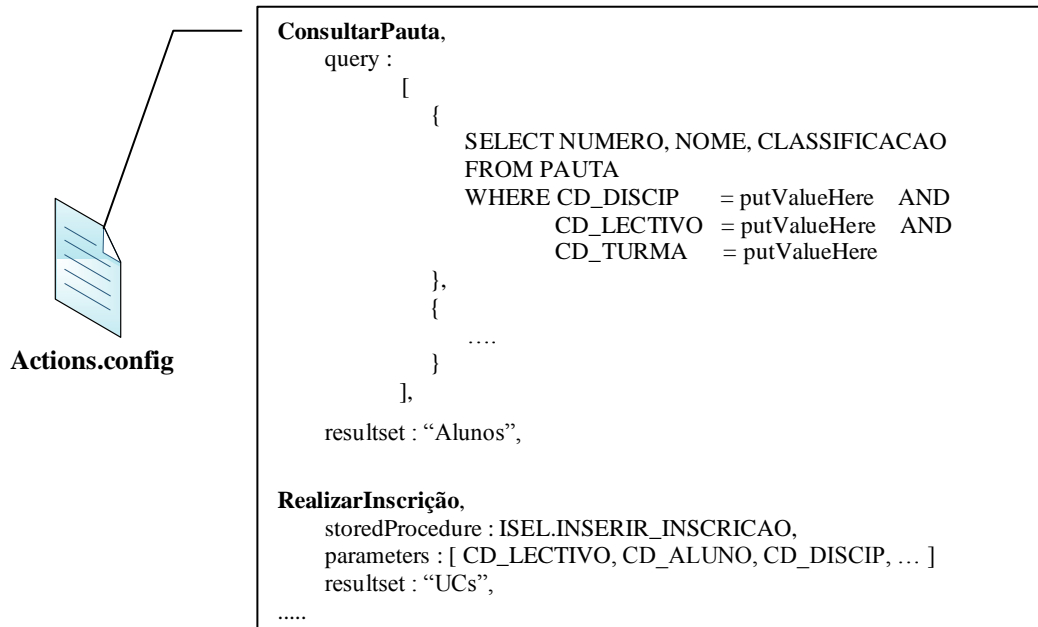 ConsultarPauta,
query :
[
{
SELECT NUMERO, NOME, CLASSIFICACAO
FROM PAUTA
WHERE CD_DISCIP = putValueHere AND
CD_LECTIVO = putValueHere AND
CD_TURMA = putValueHere
},
{
….
}
],
resultset : “Alunos”,
RealizarInscrição,
storedProcedure : ISEL.INSERIR_INSCRICAO,
parameters : [ CD_LECTIVO, CD_ALUNO, CD_DISCIP, … ]
resultset : “UCs”,
.....
Actions.config